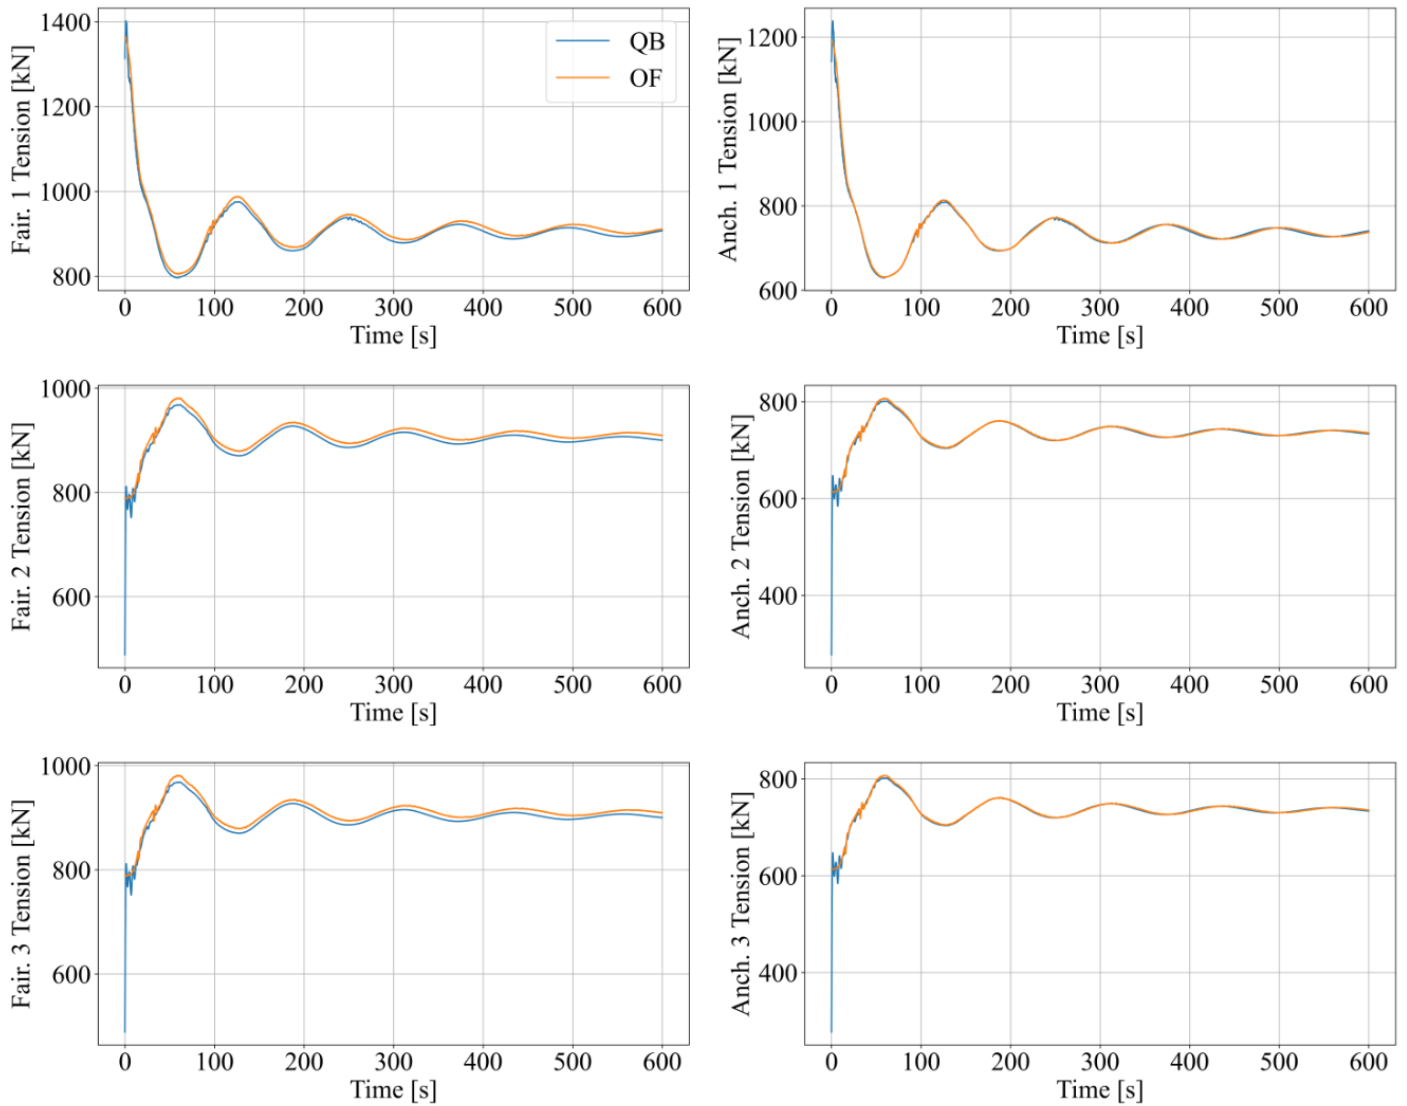 Fair. 1 Tension [kN]
1400
1200
1000
800
QB
OF
0 100 200 300 400 500 600
Time [s]
Anch. 1 Tension [kN]
1200
1000
800
600
0 100 200 300 400 500 600
Time [s]
Fair. 2 Tension [kN]
1000
800
600
0 100 200 300 400 500 600
Time [s]
Anch. 2 Tension [kN]
800
600
400
0 100 200 300 400 500 600
Time [s]
Fair. 3 Tension [kN]
1000
800
600
0 100 200 300 400 500 600
Time [s]
Anch. 3 Tension [kN]
800
600
400
0 100 200 300 400 500 600
Time [s]